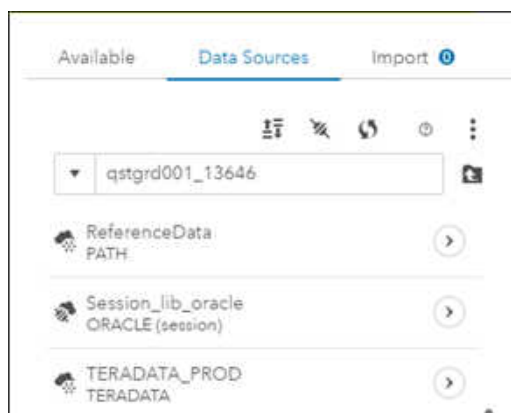 Available Data Sources Import 0
qstgrd001_13646
ReferenceData
PATH
Session_lib_oracle
ORACLE (session)
TERADATA_PROD
TERADATA